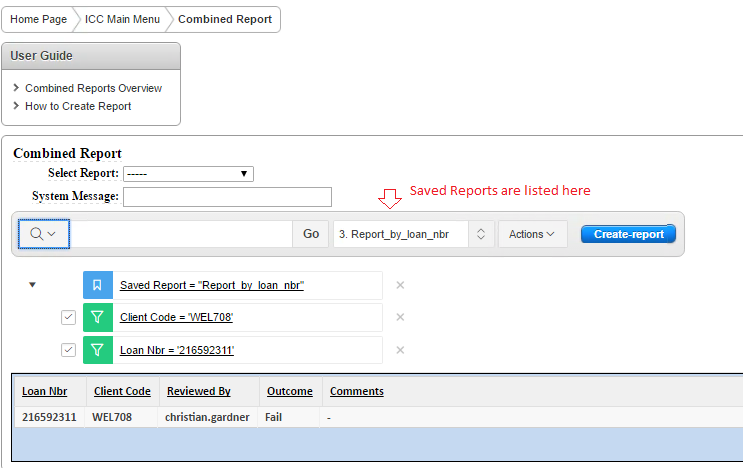 Home Page ICC Main Menu Combined Report
User Guide
Combined Reports Overview
How to Create Report
Combined Report
Select Report: -----
Saved Reports are listed here
System Message:
Go 3. Report_by_loan_nbr Actions Create-report
Saved Report = "Report_by_loan_nbr"
Client Code = 'WEL708'
Loan Nbr = '216592311'
Loan Nbr Client Code Reviewed By Outcome Comments
216592311 WEL708 christian.gardner Fail -